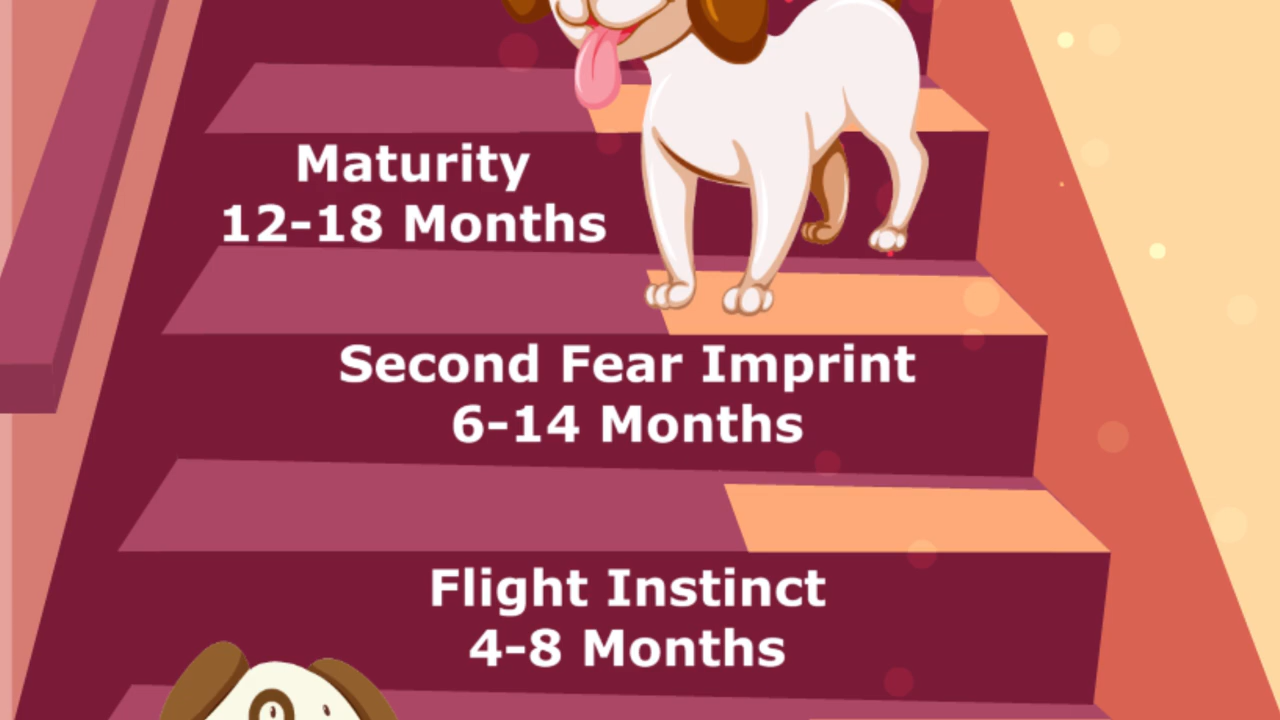 Maturity
12-18 Months
Second Fear Imprint
6-14 Months
Flight Instinct
4-8 Months